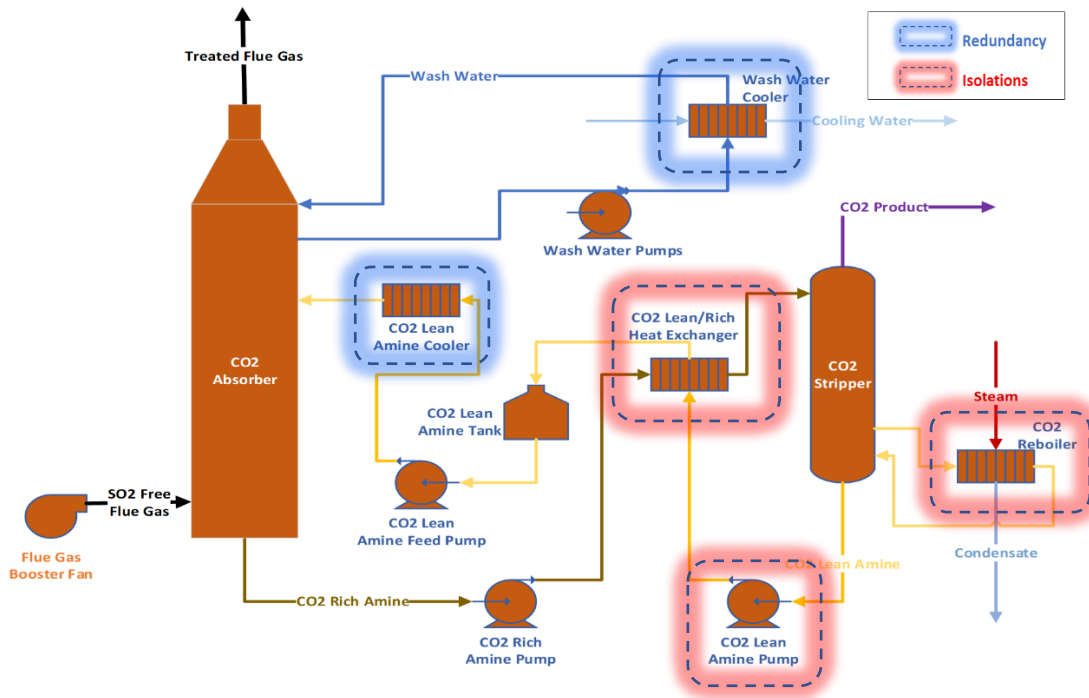 Treated Flue Gas
Redundancy
Isolations
Wash Water
Wash Water
Cooler
Cooling Water
CO2 Product
Wash Water Pumps
CO2 Lean
Amine Cooler
CO2 Lean/Rich
Heat Exchanger
CO2
Absorber
CO2
Stripper
Steam
CO2 Lean
Amine Tank
CO2
Reboiler
SO2 Free
Flue Gas
CO2 Lean
Amine Feed Pump
Flue Gas
Booster Fan
Condensate
CO2 Lean Amine
CO2 Rich Amine
CO2 Rich
Amine Pump
CO2 Lean
Amine Pump